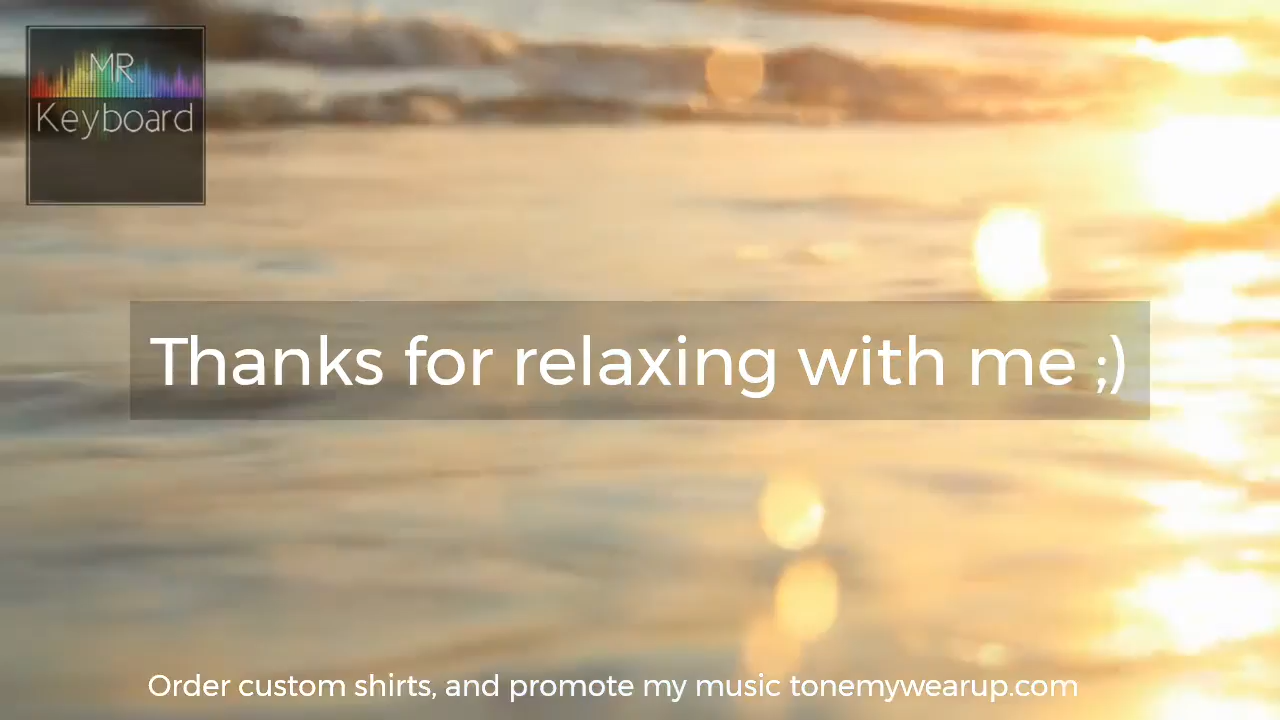 MR
Keyboard
Thanks for relaxing with me ;)
Order custom shirts, and promote my music tonemywearup.com